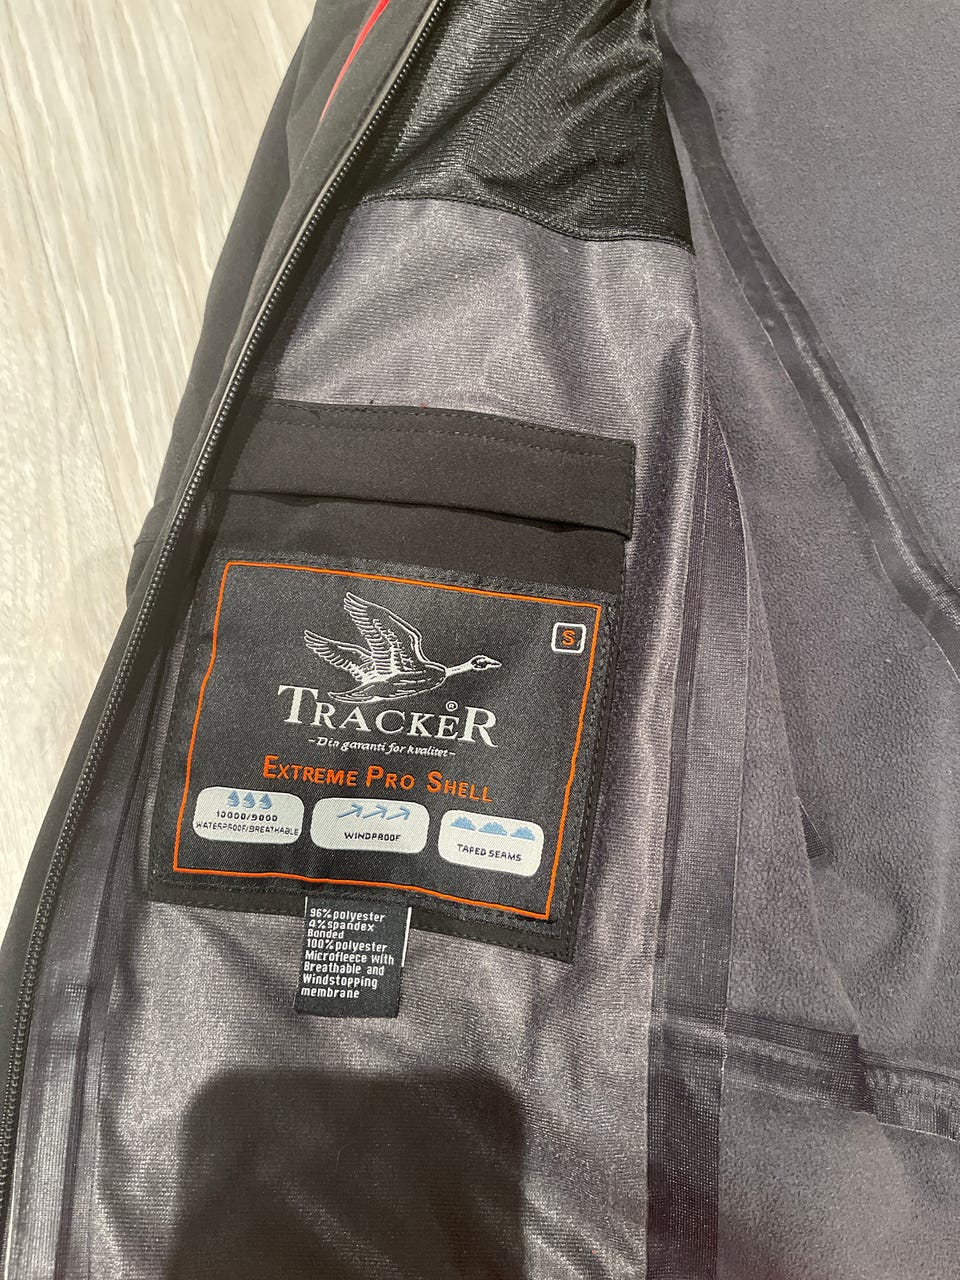 S
TRACKER®
-Din garanti for kvalitet-
EXTREME PRO SHELL
10000/9000
WATERPROOF/BREATHABLE
WINDPROOF
TAPED SEAMS
96% polyester
4% spandex
Bonded
100% polyester
Microfleece with
Breathable and
Windstopping
membrane